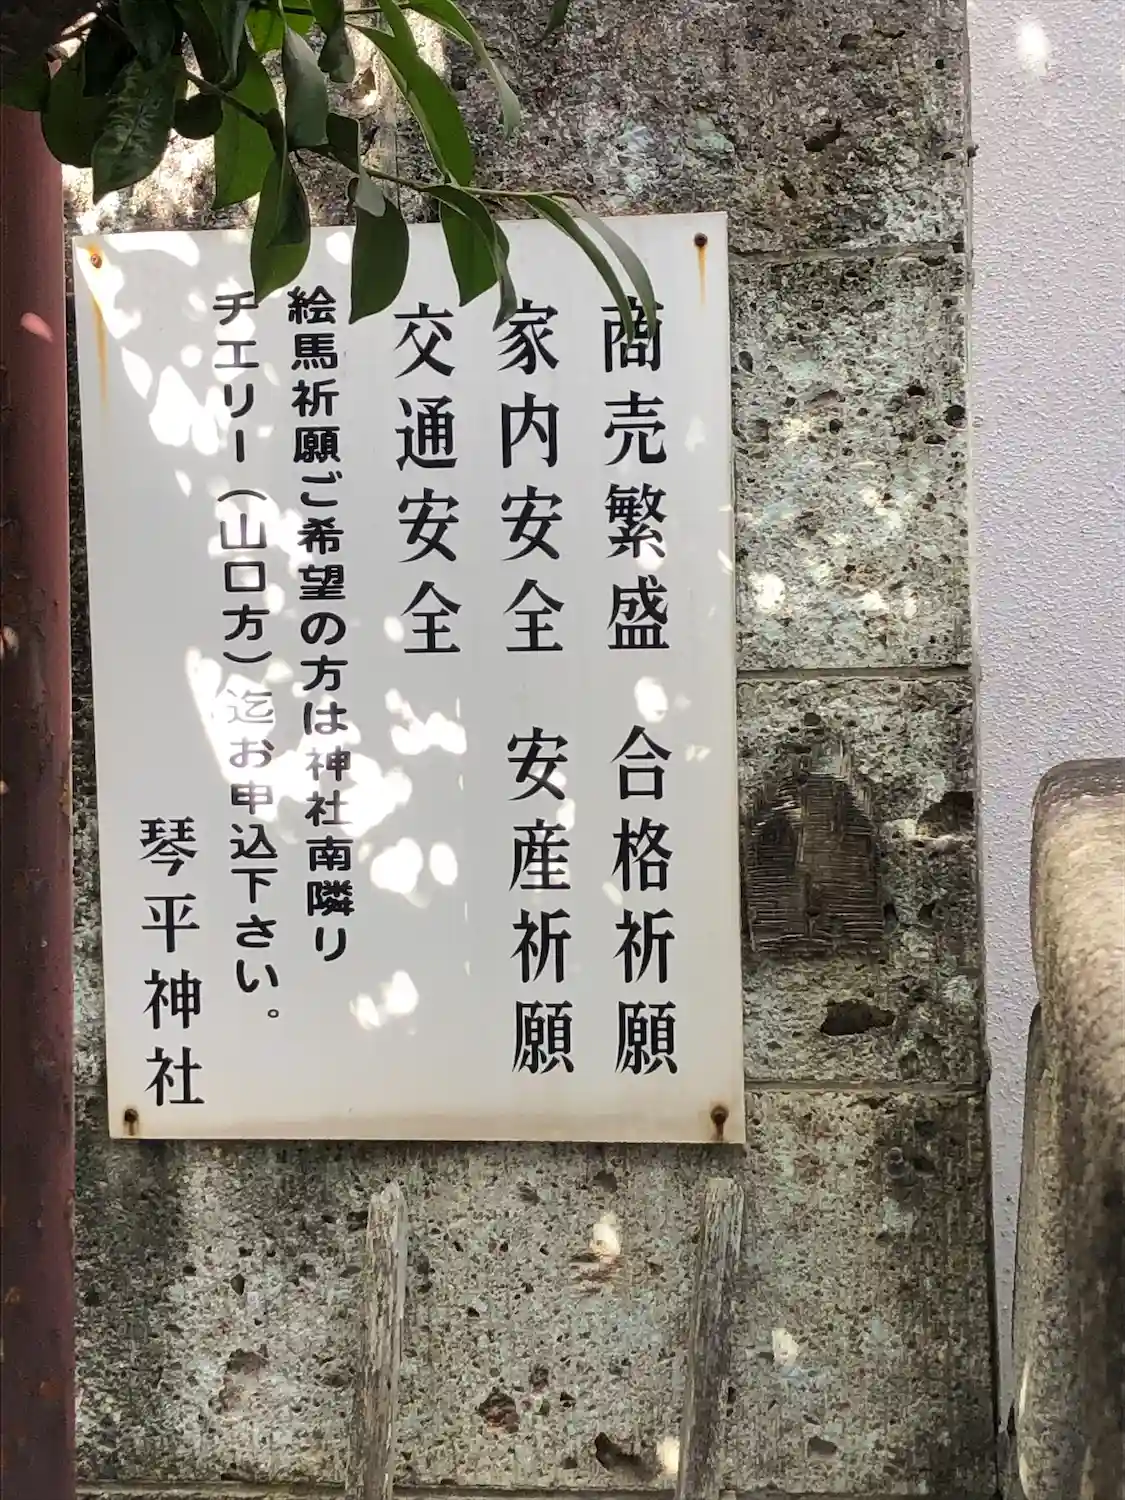 商売繁盛 合格祈願
家内安全 安産祈願
交通安全
絵馬祈願ご希望の方は神社南隣り
チエリー（山口方）迄お申込下さい。
琴平神社